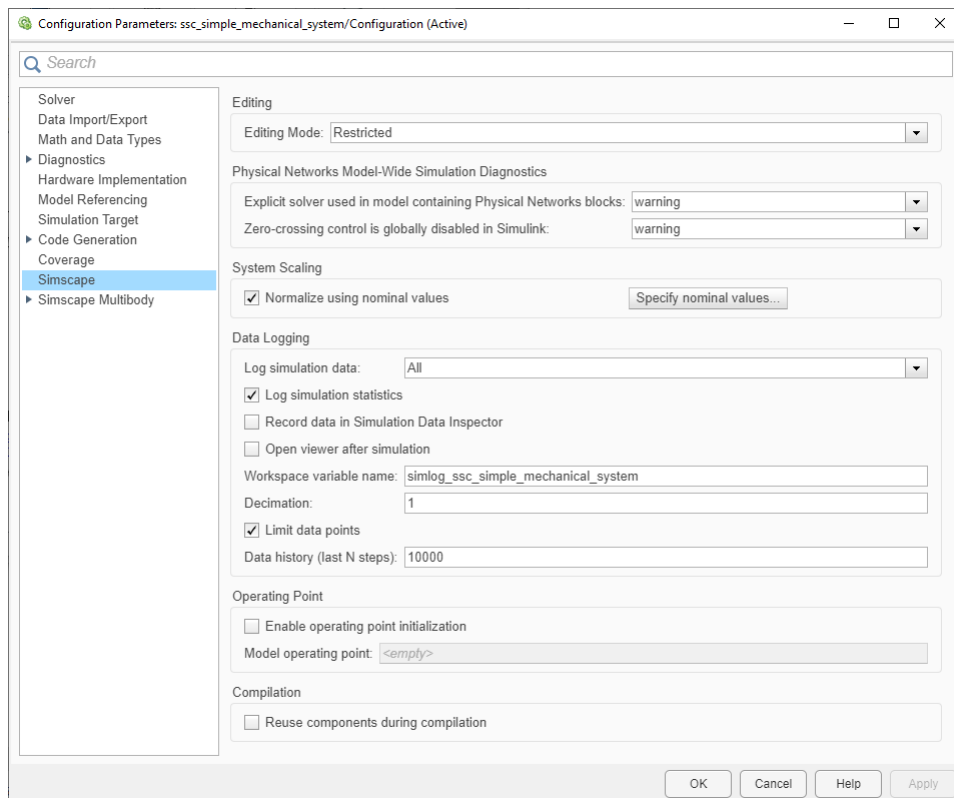 Configuration Parameters: ssc_simple_mechanical_system/Configuration (Active)
Search
Solver
Data Import/Export
Math and Data Types
Diagnostics
Hardware Implementation
Model Referencing
Simulation Target
Code Generation
Coverage
Simscape
Simscape Multibody
Editing
Editing Mode: Restricted
Physical Networks Model-Wide Simulation Diagnostics
Explicit solver used in model containing Physical Networks blocks: warning
Zero-crossing control is globally disabled in Simulink: warning
System Scaling
Normalize using nominal values Specify nominal values...
Data Logging
Log simulation data: All
Log simulation statistics
Record data in Simulation Data Inspector
Open viewer after simulation
Workspace variable name: simlog_ssc_simple_mechanical_system
Decimation: 1
Limit data points
Data history (last N steps): 10000
Operating Point
Enable operating point initialization
Model operating point: <empty>
Compilation
Reuse components during compilation
OK Cancel Help Apply